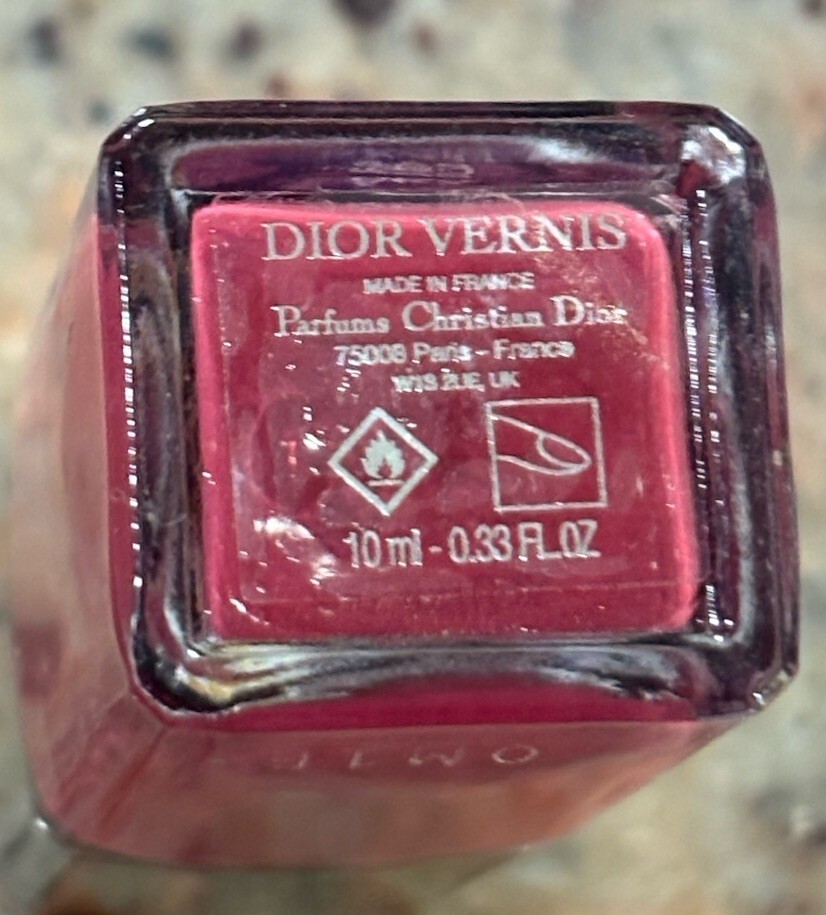 DIOR VERNIS
MADE IN FRANCE
Parfums Christian Dior
75008 Paris - France
W1S 2UE, UK
10 ml - 0.33 FL.OZ